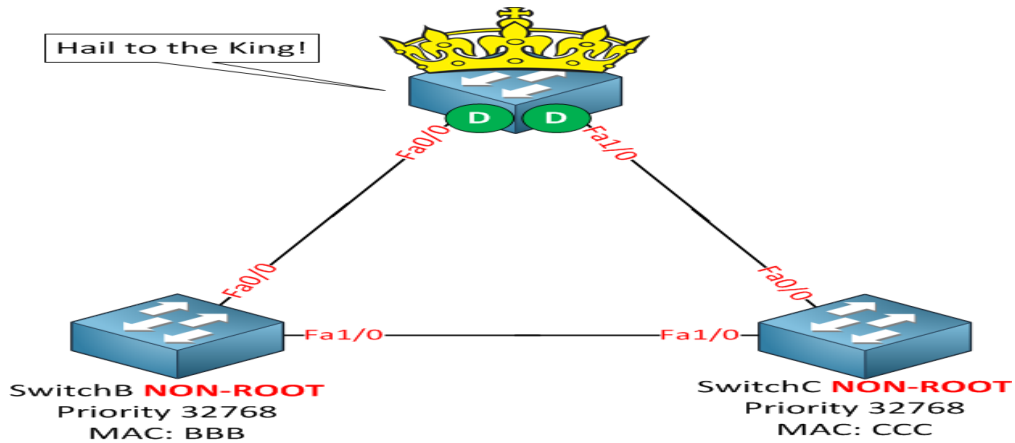 Hail to the King!
D
D
Fa0/0
Fa1/0
Fa0/0
Fa0/0
Fa1/0
Fa1/0
SwitchB NON-ROOT
Priority 32768
MAC: BBB
SwitchC NON-ROOT
Priority 32768
MAC: CCC